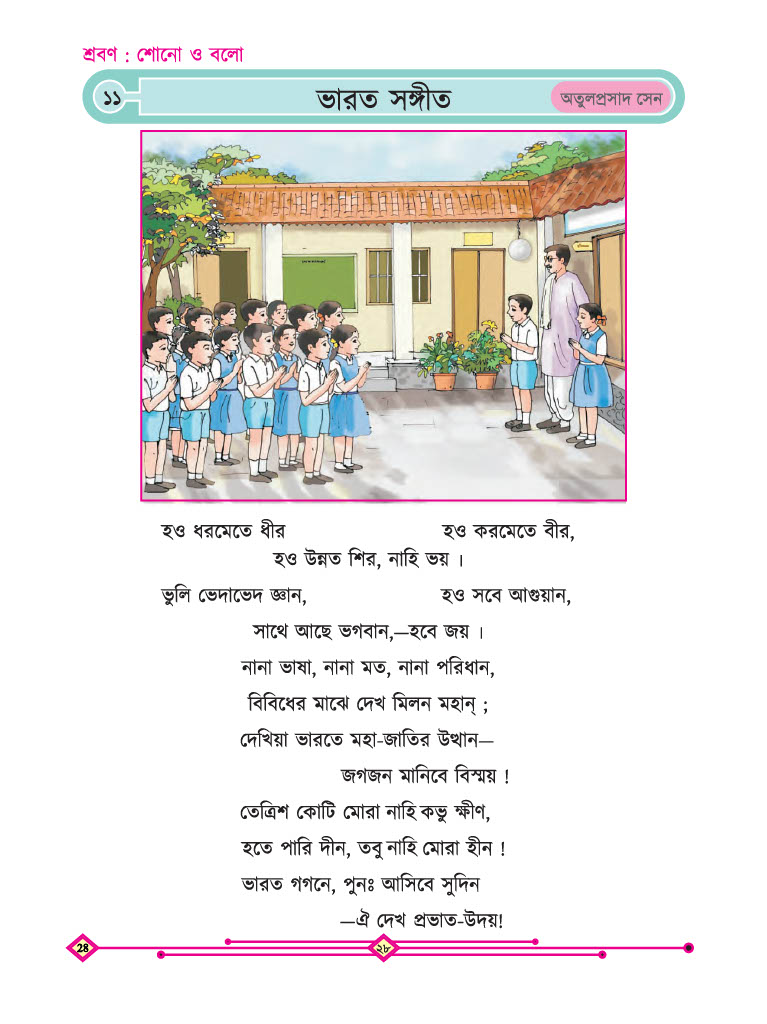 শ্রবণ : শোনো ও বলো
১১ ভারত সঙ্গীত অতুলপ্রসাদ সেন
হও ধরমেতে ধীর হও করমেতে বীর,
হও উন্নত শির, নাহি ভয় ।
ভুলি ভেদাভেদ জ্ঞান, হও সবে আগুয়ান,
সাথে আছে ভগবান,—হবে জয় ।
নানা ভাষা, নানা মত, নানা পরিধান,
বিবিধের মাঝে দেখ মিলন মহান্ ;
দেখিয়া ভারতে মহা-জাতির উত্থান—
জগজন মানিবে বিস্ময় !
তেত্রিশ কোটি মোরা নাহি কভু ক্ষীণ,
হতে পারি দীন, তবু নাহি মোরা হীন !
ভারত গগনে, পুনঃ আসিবে সুদিন
—ঐ দেখ প্রভাত-উদয়!
28 ২৮